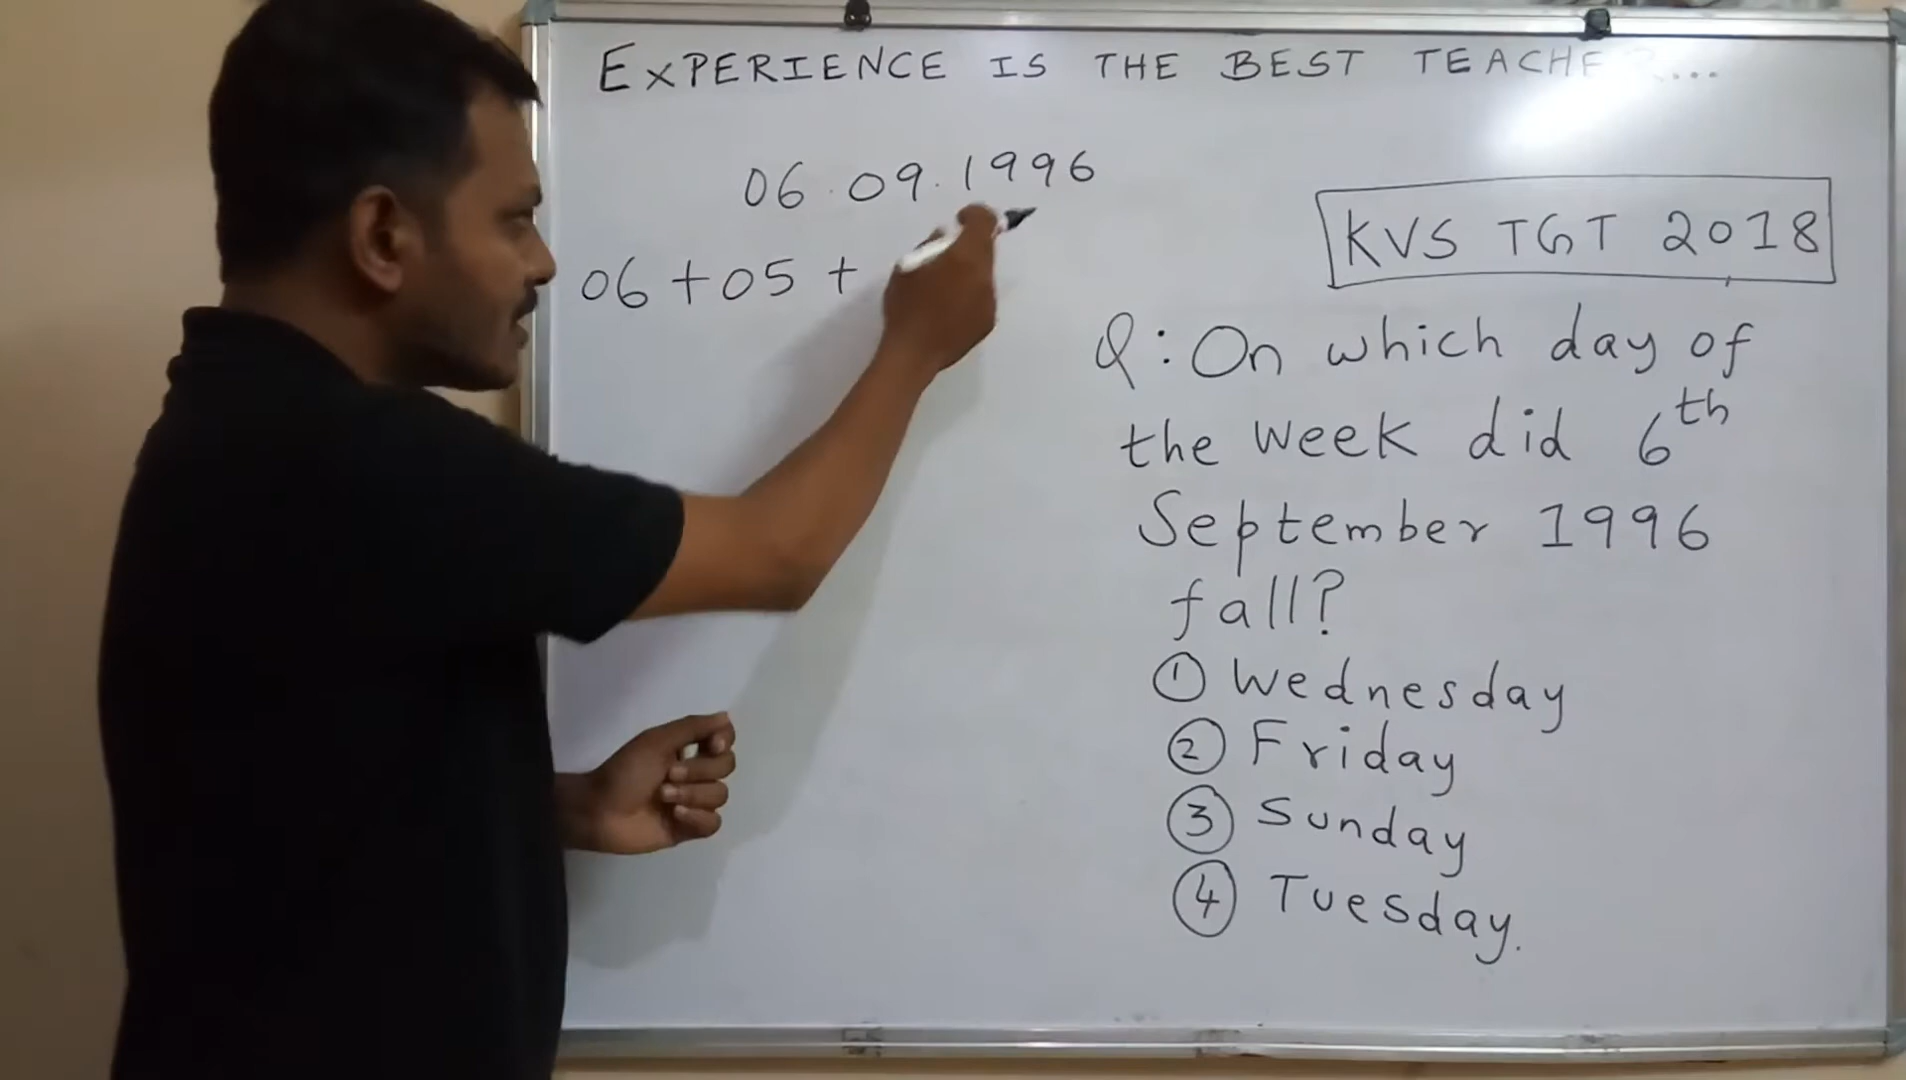 EXPERIENCE IS THE BEST TEACHER...
06.09.1996
06+05+
KVS TGT 2018
Q: On which day of
the week did 6th
September 1996
fall?
① Wednesday
② Friday
③ Sunday
④ Tuesday.